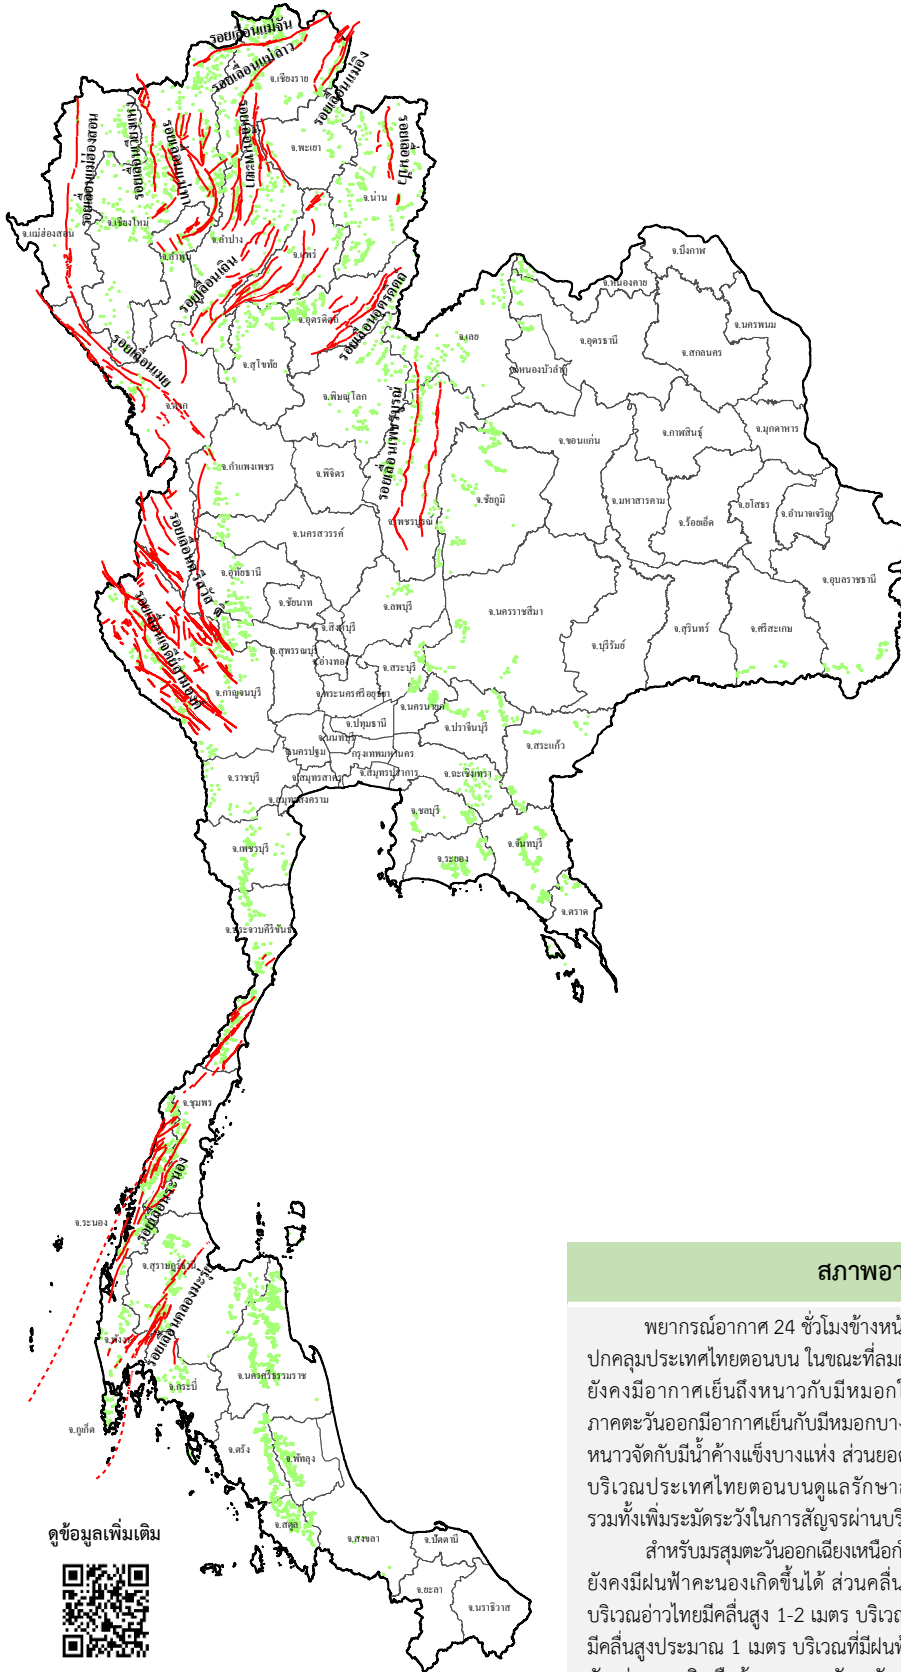 รอยเลื่อนแม่จัน
รอยเลื่อนแม่ลาว
จ.เชียงราย
รอยเลื่อนแม่อิง
รอยเลื่อนแม่ฮ่องสอน
รอยเลื่อนแม่ทา
รอยเลื่อนพะเยา
จ.พะเยา
รอยเลื่อนปัว
จ.น่าน
จ.แม่ฮ่องสอน
จ.เชียงใหม่
จ.ลำปาง
จ.ลำพูน
จ.แพร่
รอยเลื่อนเถิน
จ.บึงกาฬ
จ.หนองคาย
รอยเลื่อนอุตรดิตถ์
จ.อุตรดิตถ์
จ.นครพนม
จ.เลย
จ.อุดรธานี
จ.สกลนคร
รอยเลื่อนเมย
จ.สุโขทัย
จ.หนองบัวลำภู
จ.ตาก
จ.พิษณุโลก
รอยเลื่อนเพชรบูรณ์
จ.ขอนแก่น
จ.กาฬสินธุ์
จ.มุกดาหาร
จ.กำแพงเพชร
จ.พิจิตร
จ.ชัยภูมิ
จ.มหาสารคาม
จ.ยโสธร
จ.อำนาจเจริญ
จ.ร้อยเอ็ด
จ.เพชรบูรณ์
จ.นครสวรรค์
รอยเลื่อนศรีสวัสดิ์
จ.อุทัยธานี
จ.อุบลราชธานี
รอยเลื่อนเจดีย์สามองค์
จ.ชัยนาท
จ.ลพบุรี
จ.นครราชสีมา
จ.สิงห์บุรี
จ.สุรินทร์
จ.ศรีสะเกษ
จ.บุรีรัมย์
จ.สุพรรณบุรี
จ.อ่างทอง
จ.สระบุรี
จ.กาญจนบุรี
จ.พระนครศรีอยุธยา
จ.นครนายก
จ.ปทุมธานี
จ.ปราจีนบุรี
จ.นนทบุรี
จ.สระแก้ว
จ.นครปฐม
กรุงเทพมหานคร
จ.ราชบุรี
จ.สมุทรสาคร
จ.สมุทรปราการ
จ.ฉะเชิงเทรา
จ.สมุทรสงคราม
จ.ชลบุรี
จ.เพชรบุรี
จ.ระยอง
จ.จันทบุรี
จ.ตราด
จ.ประจวบคีรีขันธ์
จ.ชุมพร
รอยเลื่อนระนอง
จ.ระนอง
จ.สุราษฎร์ธานี
รอยเลื่อนคลองมะรุ่ย
จ.พังงา
จ.นครศรีธรรมราช
จ.กระบี่
จ.ภูเก็ต
จ.ตรัง
จ.พัทลุง
จ.สตูล
จ.สงขลา
จ.ปัตตานี
จ.ยะลา
จ.นราธิวาส
ดูข้อมูลเพิ่มเติม
สภาพอา
พยากรณ์อากาศ 24 ชั่วโมงข้างหน้
ปกคลุมประเทศไทยตอนบน ในขณะที่ลม
ยังคงมีอากาศเย็นถึงหนาวกับมีหมอกใ
ภาคตะวันออกมีอากาศเย็นกับมีหมอกบาง
หนาวจัดกับมีน้ำค้างแข็งบางแห่ง ส่วนยอด
บริเวณประเทศไทยตอนบนดูแลรักษา
รวมทั้งเพิ่มระมัดระวังในการสัญจรผ่านบริ
สำหรับมรสุมตะวันออกเฉียงเหนือกํ
ยังคงมีฝนฟ้าคะนองเกิดขึ้นได้ ส่วนคลื่น
บริเวณอ่าวไทยมีคลื่นสูง 1-2 เมตร บริเวณ
มีคลื่นสูงประมาณ 1 เมตร บริเวณที่มีฝนฟ้